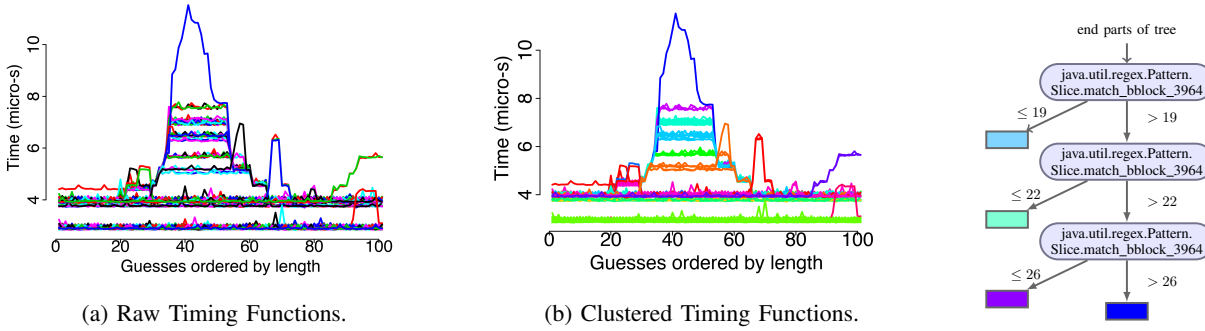 Time (micro-s)
4 6 8 10
0 20 40 60 80 100
Guesses ordered by length
(a) Raw Timing Functions.
Time (micro-s)
4 6 8 10
0 20 40 60 80 100
Guesses ordered by length
(b) Clustered Timing Functions.
end parts of tree
java.util.regex.Pattern.
Slice.match_bblock_3964
≤ 19
> 19
java.util.regex.Pattern.
Slice.match_bblock_3964
≤ 22
> 22
java.util.regex.Pattern.
Slice.match_bblock_3964
≤ 26
> 26